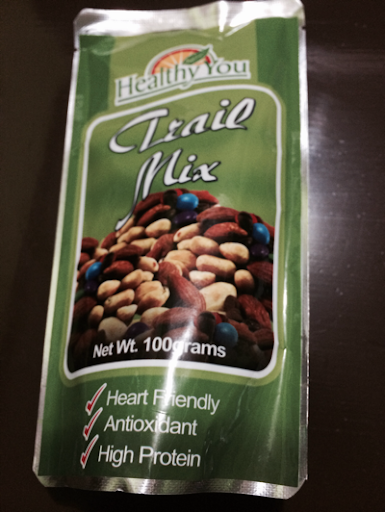 Healthy You
Trail
Mix
Net Wt. 100grams
Heart Friendly
Antioxidant
High Protein